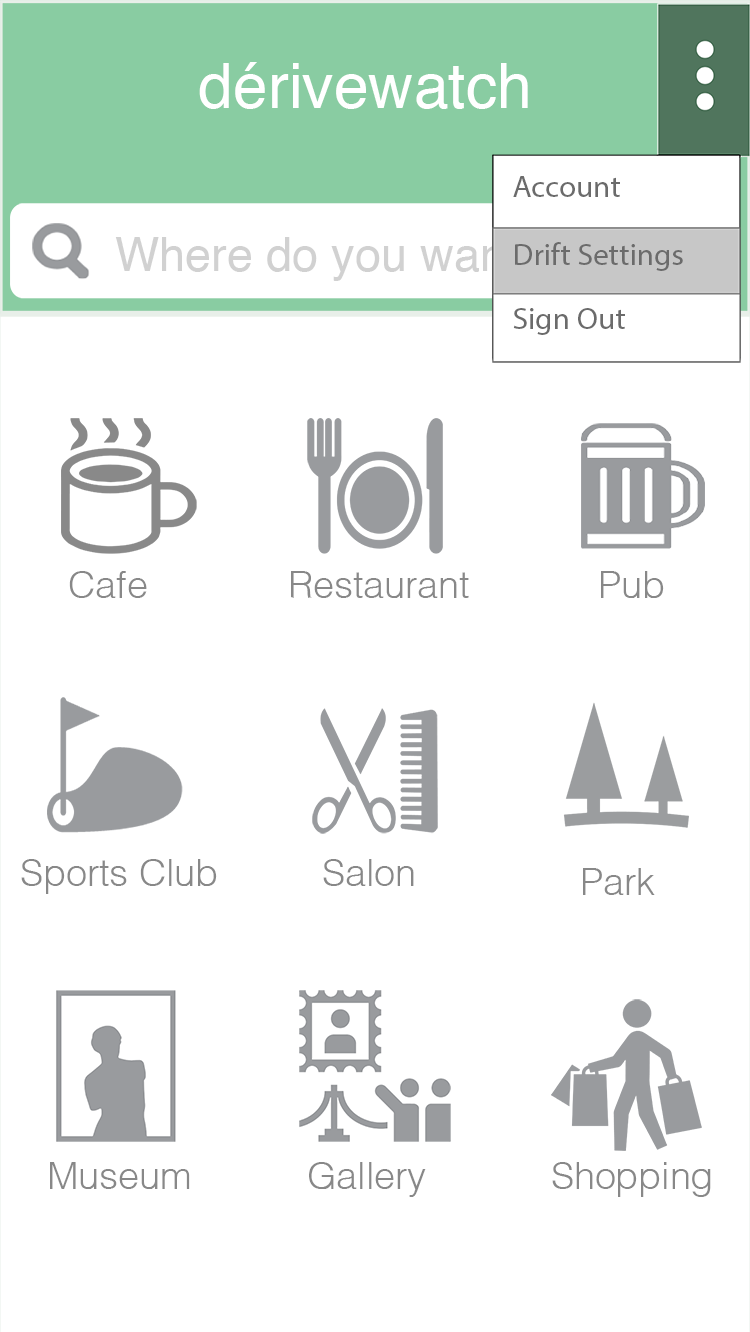 dérivewatch
Account
Where do you wan
Drift Settings
Sign Out
Cafe
Restaurant
Pub
Sports Club
Salon
Park
Museum
Gallery
Shopping